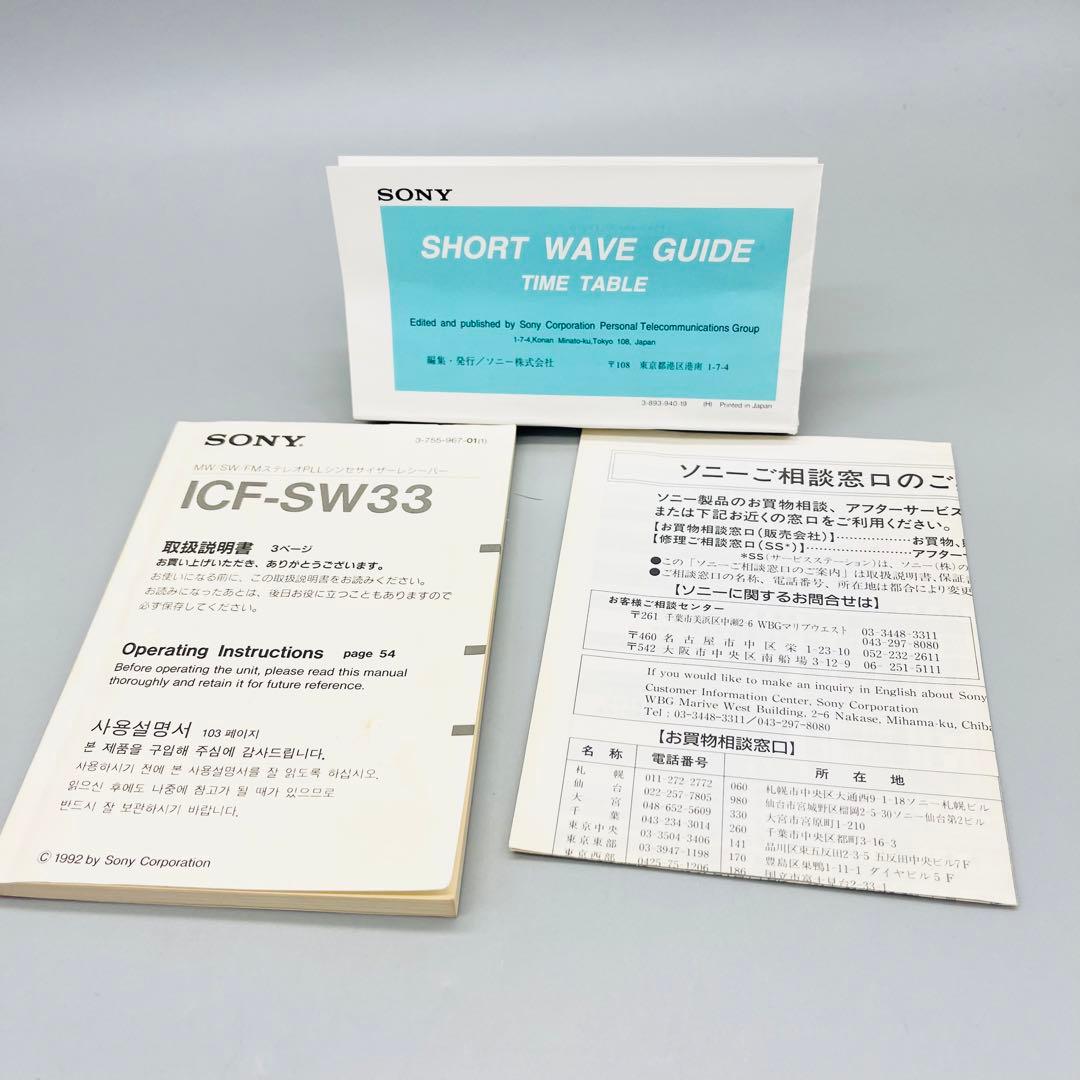 SONY
SHORT WAVE GUIDE
TIME TABLE
Edited and published by Sony Corporation Personal Telecommunications Group
1-7-4,Konan Minato-ku,Tokyo 108, Japan
編集・発行／ソニー株式会社 〒108 東京都港区港南 1-7-4
3-893-940-19 (H) Printed in Japan
SONY
3-755-967-01(1)
MW/SW/FMステレオPLLシンセサイザーレシーバー
ICF-SW33
取扱説明書 3ページ
お買い上げいただき、ありがとうございます。
お使いになる前に、この取扱説明書をお読みください。
お読みになったあとは、後日お役に立つこともありますので
必ず保存してください。
Operating Instructions page 54
Before operating the unit, please read this manual
thoroughly and retain it for future reference.
사용설명서 103 페이지
본 제품을 구입해 주심에 감사드립니다.
사용하시기 전에 본 사용설명서를 잘 읽도록 하십시오.
읽으신 후에도 나중에 참고가 될 때가 있으므로
반드시 잘 보관하시기 바랍니다.
© 1992 by Sony Corporation
ソニーご相談窓口のご
ソニー製品のお買物相談、アフターサービス
または下記お近くの窓口をご利用ください。
【お買物相談窓口(販売会社)】……………お買物、
【修理ご相談窓口(SS*)】……………………アフター
*SS(サービスステーション)は、ソニー(株)の
●この「ソニーご相談窓口のご案内」は取扱説明書、保証
●ご相談窓口の名称、電話番号、所在地は都合により変更
【ソニーに関するお問合せは】
お客様ご相談センター
〒261 千葉市美浜区中瀬2-6 WBGマリブウエスト 03-3448-3311
043-297-8080
〒460 名古屋市中区栄 1-23-10 052-232-2611
〒542 大阪市中央区南船場 3-12-9 06-251-5111
If you would like to make an inquiry in English about Sony
Customer Information Center, Sony Corporation
WBG Marive West Building, 2-6 Nakase, Mihama-ku, Chiba
Tel : 03-3448-3311／043-297-8080
【お買物相談窓口】
名称 電話番号 所在地
札幌 011-272-2772 060 札幌市中央区大通西9-1-18ソニー札幌ビル
仙台 022-257-7805 980 仙台市宮城野区榴岡2-5-30ソニー仙台第2ビル
大宮 048-652-5609 330 大宮市宮原町1-210
千葉 043-234-3014 260 千葉市中央区都町3-16-3
東京中央 03-3504-3406 141 品川区東五反田2-3-5 五反田中央ビル7F
東京東部 03-3947-1198 170 豊島区巣鴨1-11-1 ダイヤビル5F
東京西部 0425-75-1206 186 国立市富士見台2-33-1